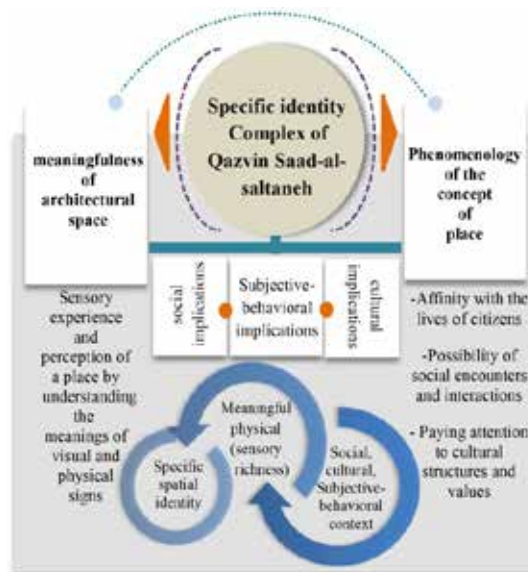 Specific identity
Complex of
Qazvin Saad-al-
saltaneh
meaningfulness
of
architectural
space
Phenomenology
of the concept
of
place
social
implications
Subjective-
behavioral
implications
cultural
implications
Sensory
experience
and
perception of
a place by
understanding
the
meanings of
visual and
physical
signs
-Affinity with the
lives of citizens
-Possibility of
social encounters
and interactions
- Paying attention
to cultural
structures and
values
Meaningful
physical
(sensory
richness)
Specific
spatial
identity
Social,
cultural,
Subjective-
behavioral
context